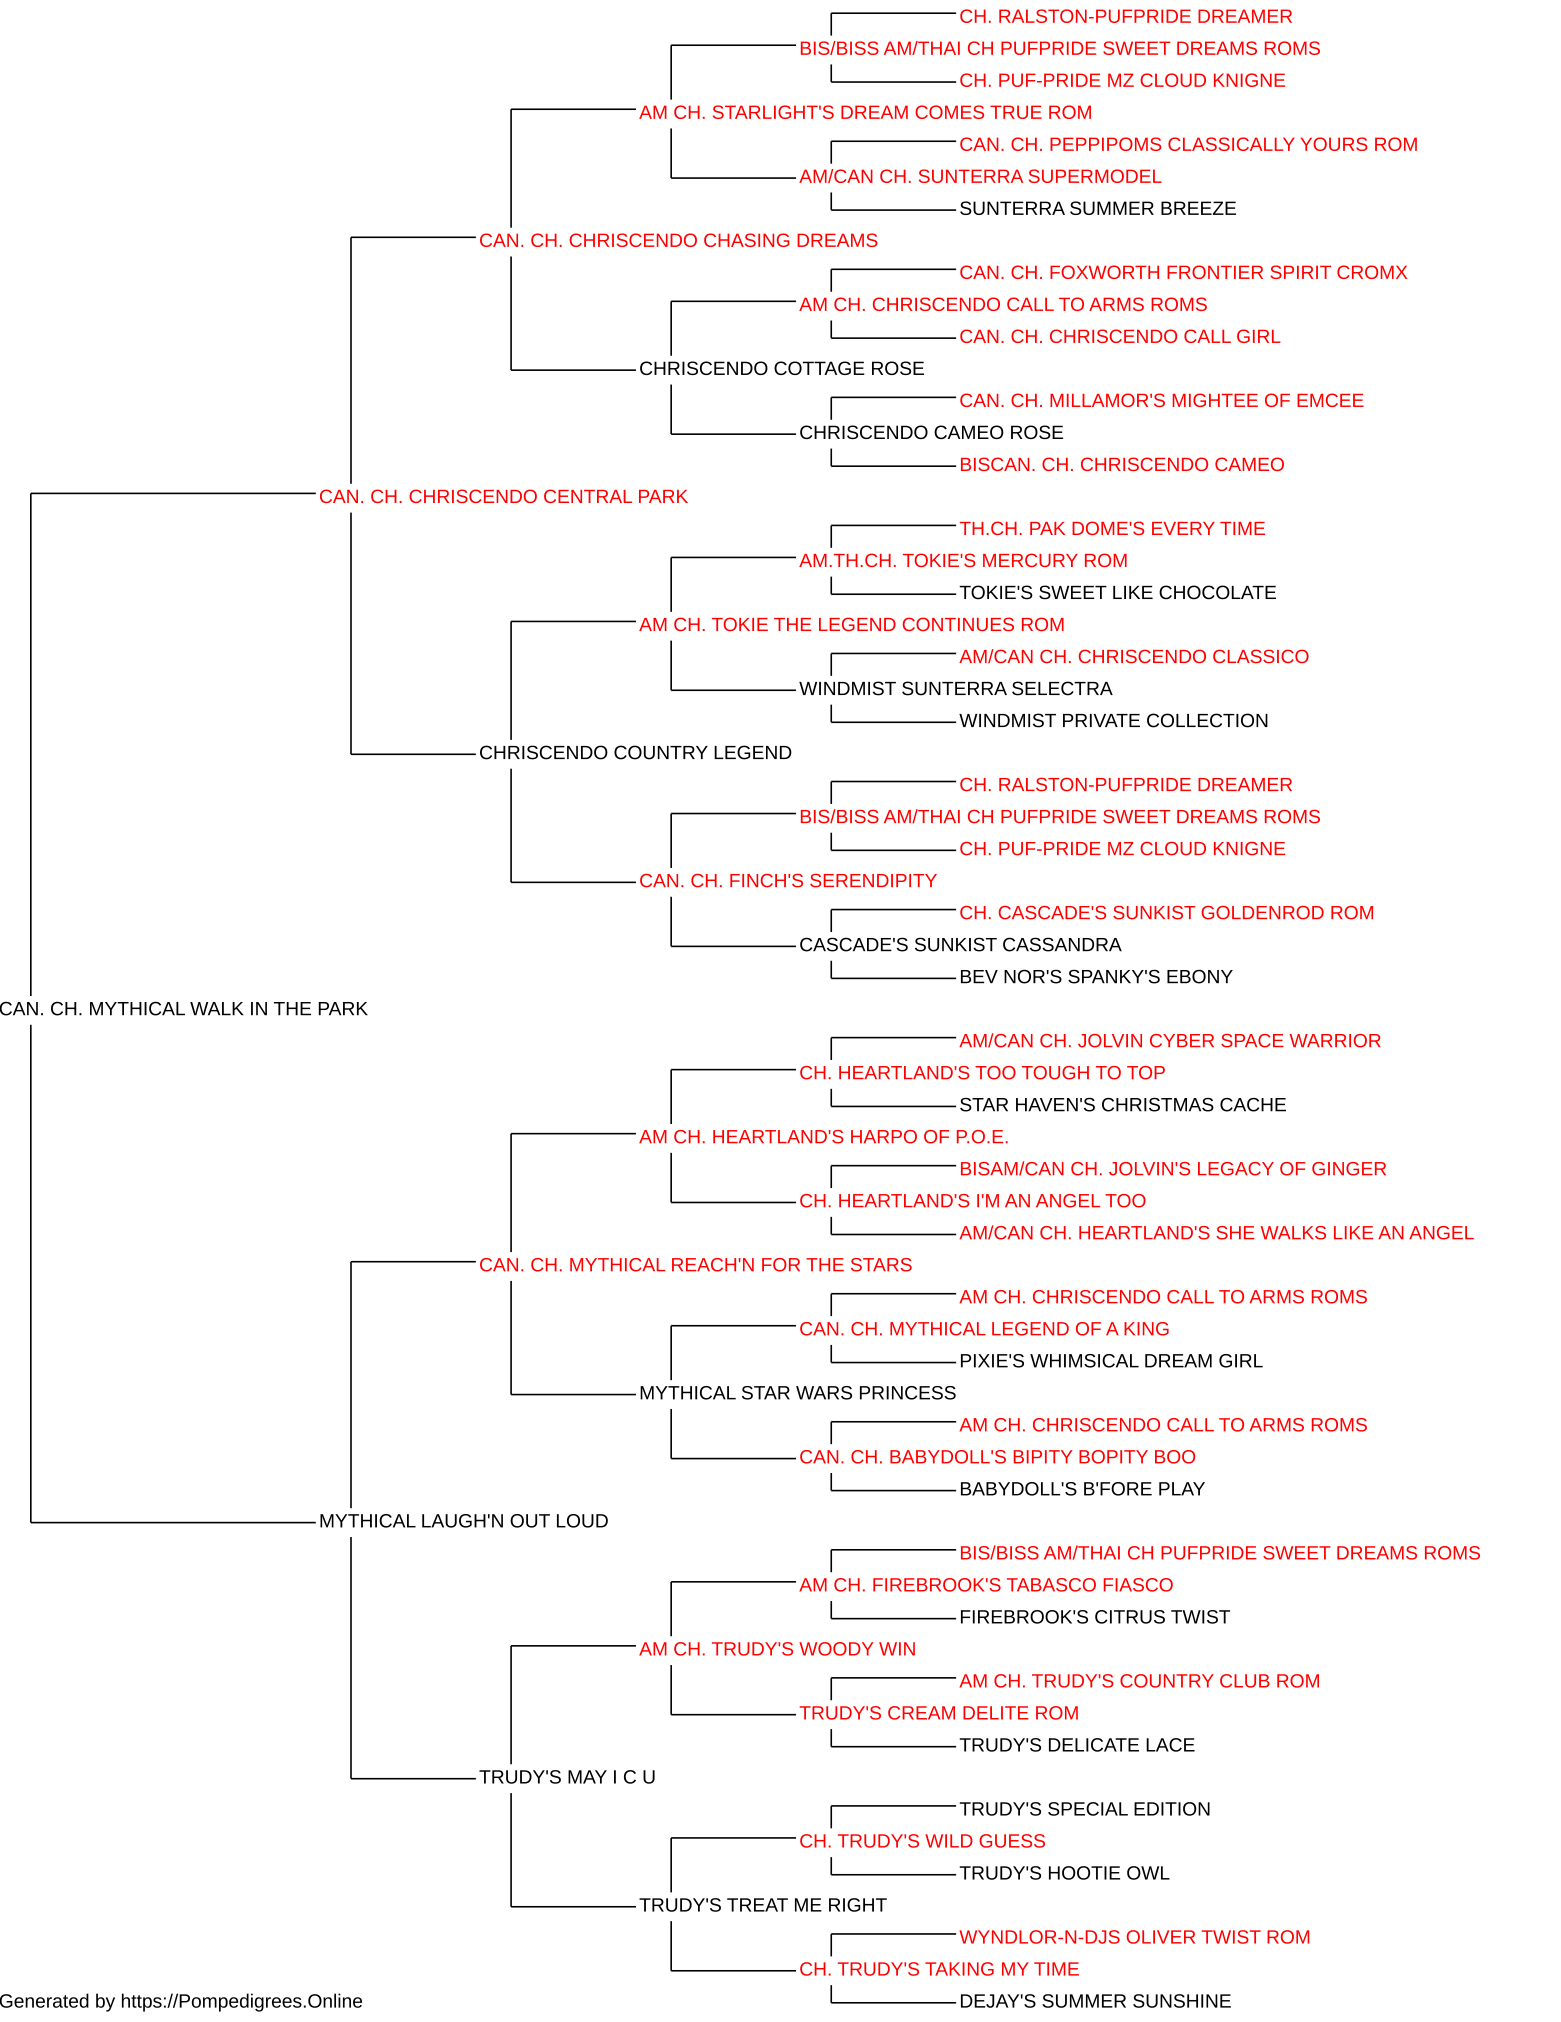 CH. RALSTON-PUFPRIDE DREAMER
BIS/BISS AM/THAI CH PUFPRIDE SWEET DREAMS ROMS
CH. PUF-PRIDE MZ CLOUD KNIGNE
AM CH. STARLIGHT'S DREAM COMES TRUE ROM
CAN. CH. PEPPIPOMS CLASSICALLY YOURS ROM
AM/CAN CH. SUNTERRA SUPERMODEL
SUNTERRA SUMMER BREEZE
CAN. CH. CHRISCENDO CHASING DREAMS
CAN. CH. FOXWORTH FRONTIER SPIRIT CROMX
AM CH. CHRISCENDO CALL TO ARMS ROMS
CAN. CH. CHRISCENDO CALL GIRL
CHRISCENDO COTTAGE ROSE
CAN. CH. MILLAMOR'S MIGHTEE OF EMCEE
CHRISCENDO CAMEO ROSE
BISCAN. CH. CHRISCENDO CAMEO
CAN. CH. CHRISCENDO CENTRAL PARK
TH.CH. PAK DOME'S EVERY TIME
AM.TH.CH. TOKIE'S MERCURY ROM
TOKIE'S SWEET LIKE CHOCOLATE
AM CH. TOKIE THE LEGEND CONTINUES ROM
AM/CAN CH. CHRISCENDO CLASSICO
WINDMIST SUNTERRA SELECTRA
WINDMIST PRIVATE COLLECTION
CHRISCENDO COUNTRY LEGEND
CH. RALSTON-PUFPRIDE DREAMER
BIS/BISS AM/THAI CH PUFPRIDE SWEET DREAMS ROMS
CH. PUF-PRIDE MZ CLOUD KNIGNE
CAN. CH. FINCH'S SERENDIPITY
CH. CASCADE'S SUNKIST GOLDENROD ROM
CASCADE'S SUNKIST CASSANDRA
BEV NOR'S SPANKY'S EBONY
CAN. CH. MYTHICAL WALK IN THE PARK
AM/CAN CH. JOLVIN CYBER SPACE WARRIOR
CH. HEARTLAND'S TOO TOUGH TO TOP
STAR HAVEN'S CHRISTMAS CACHE
AM CH. HEARTLAND'S HARPO OF P.O.E.
BISAM/CAN CH. JOLVIN'S LEGACY OF GINGER
CH. HEARTLAND'S I'M AN ANGEL TOO
AM/CAN CH. HEARTLAND'S SHE WALKS LIKE AN ANGEL
CAN. CH. MYTHICAL REACH'N FOR THE STARS
AM CH. CHRISCENDO CALL TO ARMS ROMS
CAN. CH. MYTHICAL LEGEND OF A KING
PIXIE'S WHIMSICAL DREAM GIRL
MYTHICAL STAR WARS PRINCESS
AM CH. CHRISCENDO CALL TO ARMS ROMS
CAN. CH. BABYDOLL'S BIPITY BOPITY BOO
BABYDOLL'S B'FORE PLAY
MYTHICAL LAUGH'N OUT LOUD
BIS/BISS AM/THAI CH PUFPRIDE SWEET DREAMS ROMS
AM CH. FIREBROOK'S TABASCO FIASCO
FIREBROOK'S CITRUS TWIST
AM CH. TRUDY'S WOODY WIN
AM CH. TRUDY'S COUNTRY CLUB ROM
TRUDY'S CREAM DELITE ROM
TRUDY'S DELICATE LACE
TRUDY'S MAY I C U
TRUDY'S SPECIAL EDITION
CH. TRUDY'S WILD GUESS
TRUDY'S HOOTIE OWL
TRUDY'S TREAT ME RIGHT
WYNDLOR-N-DJS OLIVER TWIST ROM
CH. TRUDY'S TAKING MY TIME
DEJAY'S SUMMER SUNSHINE
Generated by https://Pompedigrees.Online